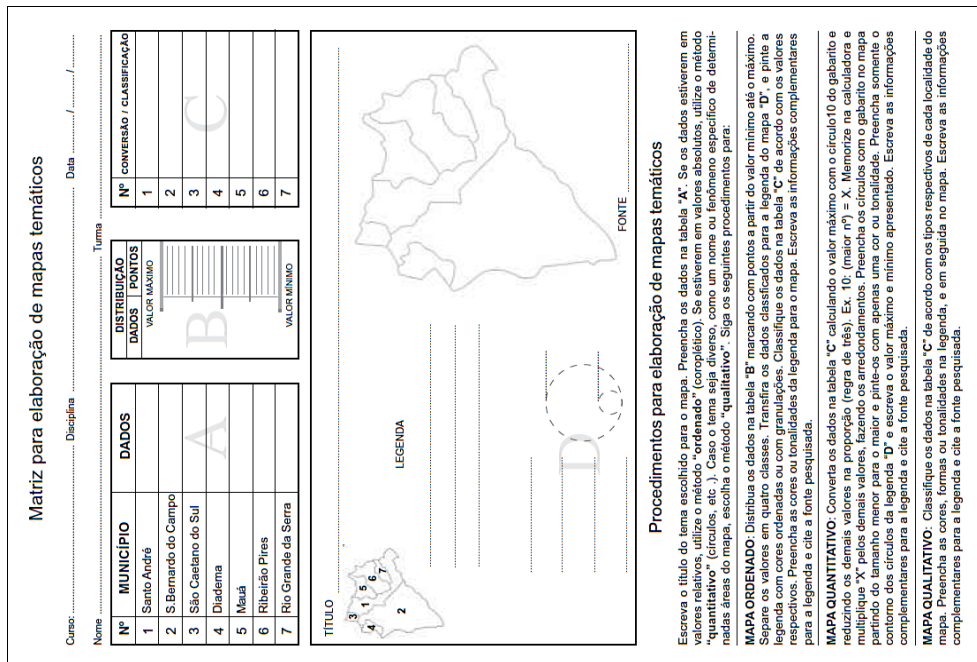 Matriz para elaboração de mapas temáticos
Curso: Disciplina Data / /
Nome Turma
Nº MUNICÍPIO DADOS
1 Santo André
2 S.Bernardo do Campo
3 São Caetano do Sul
4 Diadema
5 Mauá
6 Ribeirão Pires
7 Rio Grande da Serra
A
DISTRIBUIÇÃO
DADOS PONTOS
VALOR MÁXIMO
B
VALOR MÍNIMO
Nº CONVERSÃO / CLASSIFICAÇÃO
1
2
3
4
5
6
7
C
TÍTULO
3
4
1
5
6
7
2
LEGENDA
D
FONTE
Procedimentos para elaboração de mapas temáticos
Escreva o título do tema escolhido para o mapa. Preencha os dados na tabela "A". Se os dados estiverem em
valores relativos, utilize o método "ordenado" (coroplético). Se estiverem em valores absolutos, utilize o método
"quantitativo" (círculos, etc .). Caso o tema seja diverso, como um nome ou fenômeno específico de determi-
nadas áreas do mapa, escolha o método "qualitativo". Siga os seguintes procedimentos para:
MAPA ORDENADO: Distribua os dados na tabela "B" marcando com pontos a partir do valor mínimo até o máximo.
Separe os valores em quatro classes. Transfira os dados classficados para a legenda do mapa "D", e pinte a
legenda com cores ordenadas ou com granulações. Classifique os dados na tabela "C" de acordo com os valores
respectivos. Preencha as cores ou tonalidades da legenda para o mapa. Escreva as informações complementares
para a legenda e cite a fonte pesquisada.
MAPA QUANTITATIVO: Converta os dados na tabela "C" calculando o valor máximo com o círculo10 do gabarito e
reduzindo os demais valores na proporção (regra de três). Ex. 10: (maior nº) = X. Memorize na calculadora e
multiplique "X" pelos demais valores, fazendo os arredondamentos. Preencha os círculos com o gabarito no mapa
partindo do tamanho menor para o maior e pinte-os com apenas uma cor ou tonalidade. Preencha somente o
contorno dos círculos da legenda "D" e escreva o valor máximo e mínimo apresentado. Escreva as informações
complementares para a legenda e cite a fonte pesquisada.
MAPA QUALITATIVO: Classifique os dados na tabela "C" de acordo com os tipos respectivos de cada localidade do
mapa. Preencha as cores, formas ou tonalidades na legenda, e em seguida no mapa. Escreva as informações
complementares para a legenda e cite a fonte pesquisada.